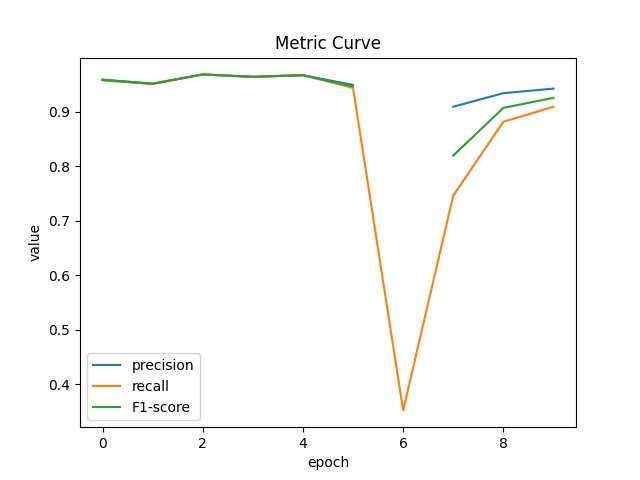 Metric Curve
value
0.9
0.8
0.7
0.6
0.5
0.4
precision
recall
F1-score
0 2 4 6 8
epoch